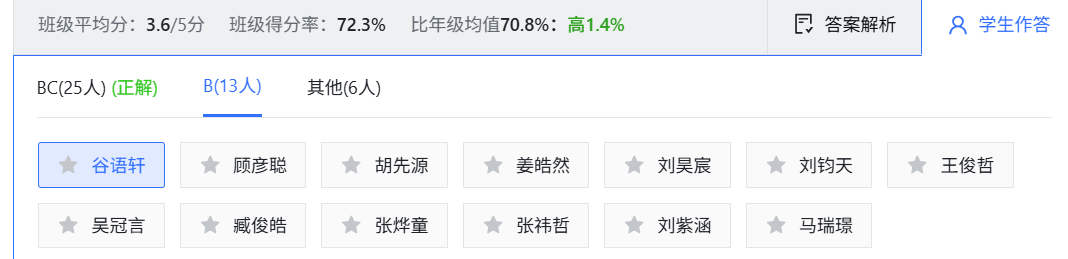 班级平均分：3.6/5分 班级得分率：72.3% 比年级均值70.8%：高1.4% 答案解析 学生作答
BC(25人) (正解) B(13人) 其他(6人)
谷语轩 顾彦聪 胡先源 姜皓然 刘昊宸 刘钧天 王俊哲
吴冠言 臧俊皓 张烨童 张祎哲 刘紫涵 马瑞璟